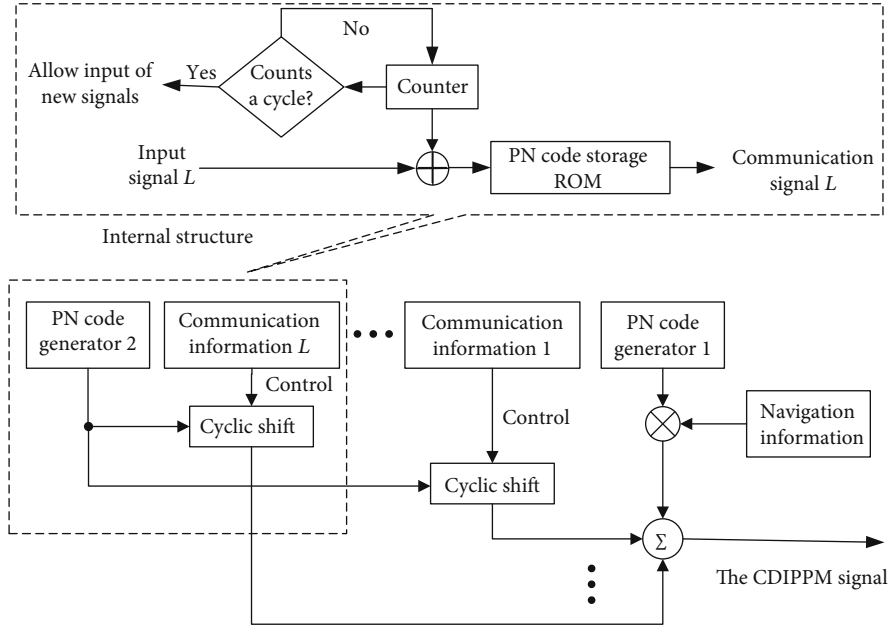 No
Allow input of
new signals
Yes
Counts
a cycle?
Counter
Input
signal L
PN code storage
ROM
Communication
signal L
Internal structure
PN code
generator 2
Communication
information L
Communication
information 1
PN code
generator 1
Control
Cyclic shift
Control
Navigation
information
Cyclic shift
Σ
The CDIPPM signal